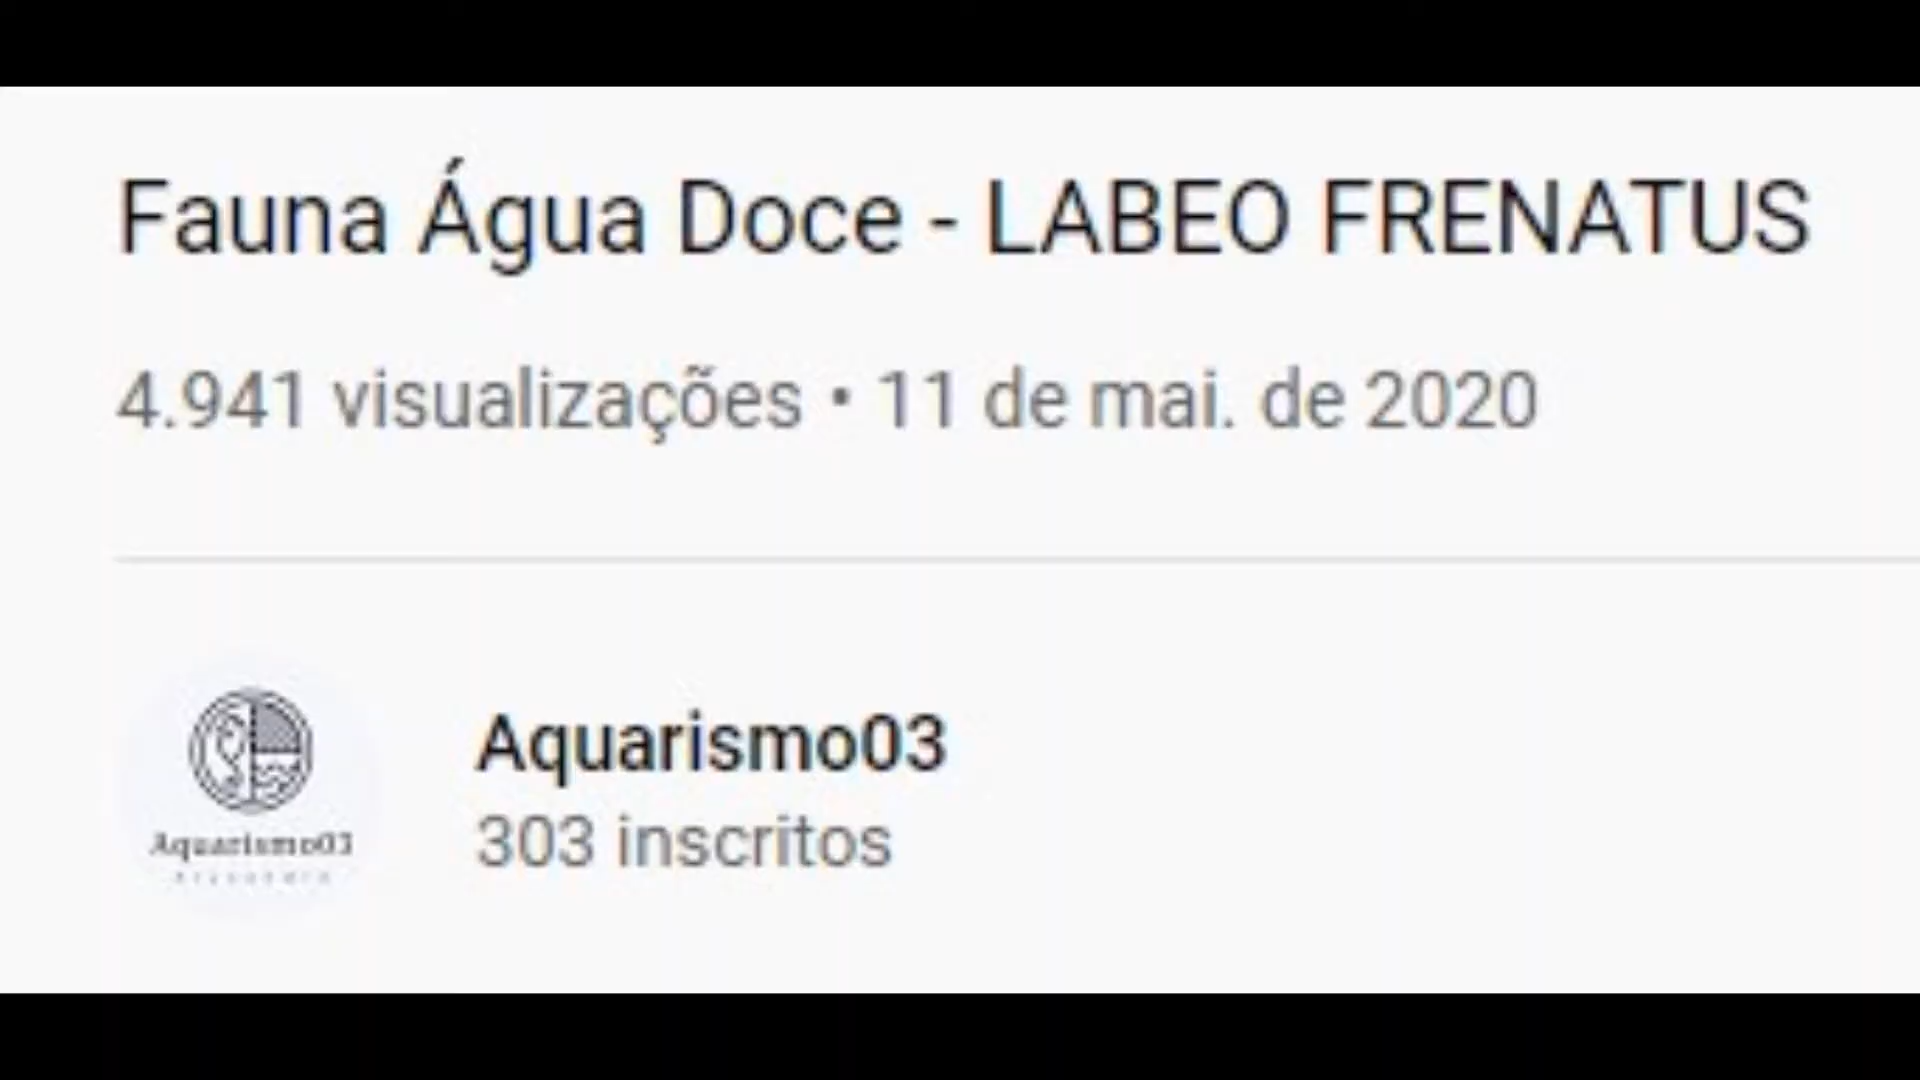 Fauna Água Doce - LABEO FRENATUS
4.941 visualizações • 11 de mai. de 2020
Aquarismo03
303 inscritos
Aquarismo03